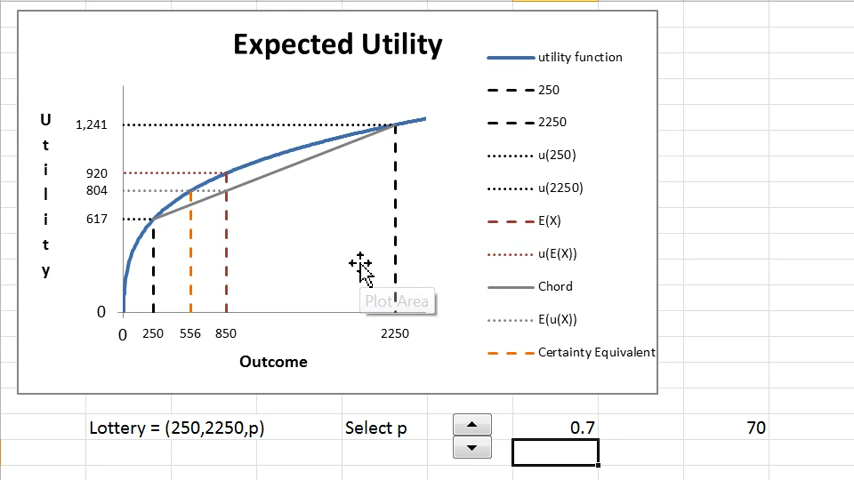 Expected Utility
Utility
1,241
920
804
617
0
0 250 556 850 2250
Outcome
utility function
250
2250
u(250)
u(2250)
E(X)
u(E(X))
Chord
E(u(X))
Certainty Equivalent
Plot Area
Lottery = (250,2250,p) Select p 0.7 70